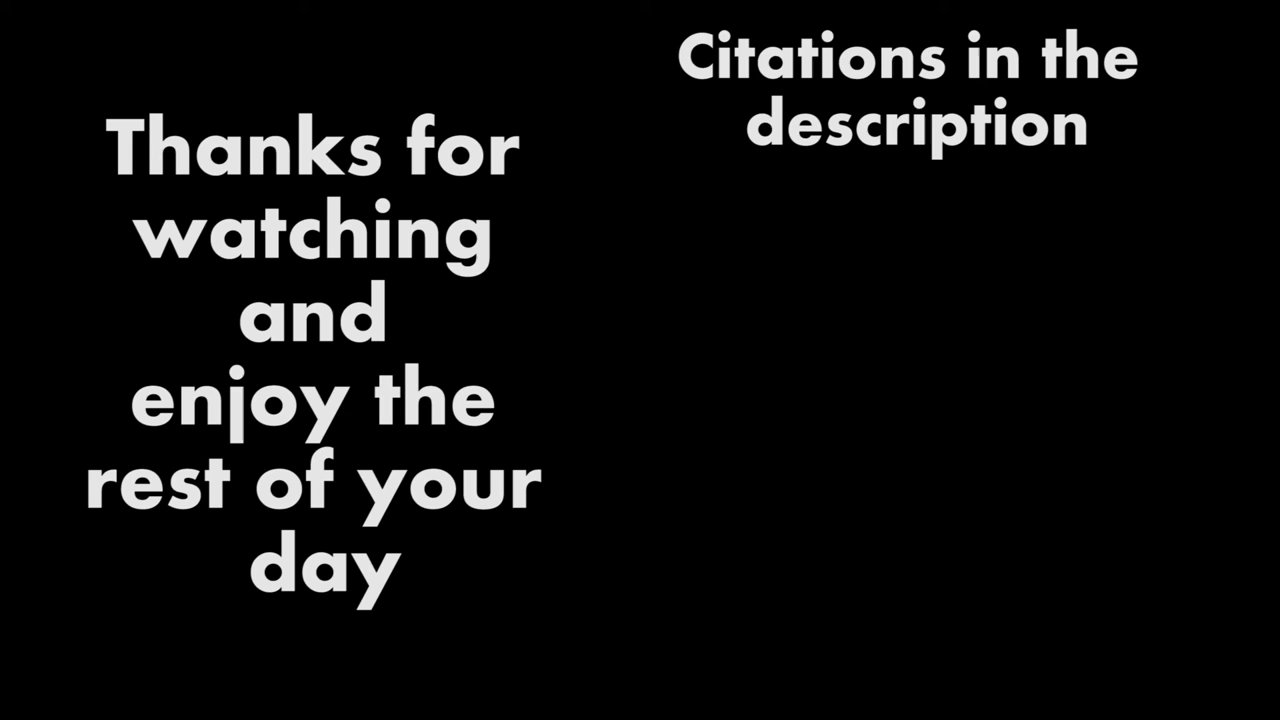 Thanks for
watching
and
enjoy the
rest of your
day
Citations in the
description